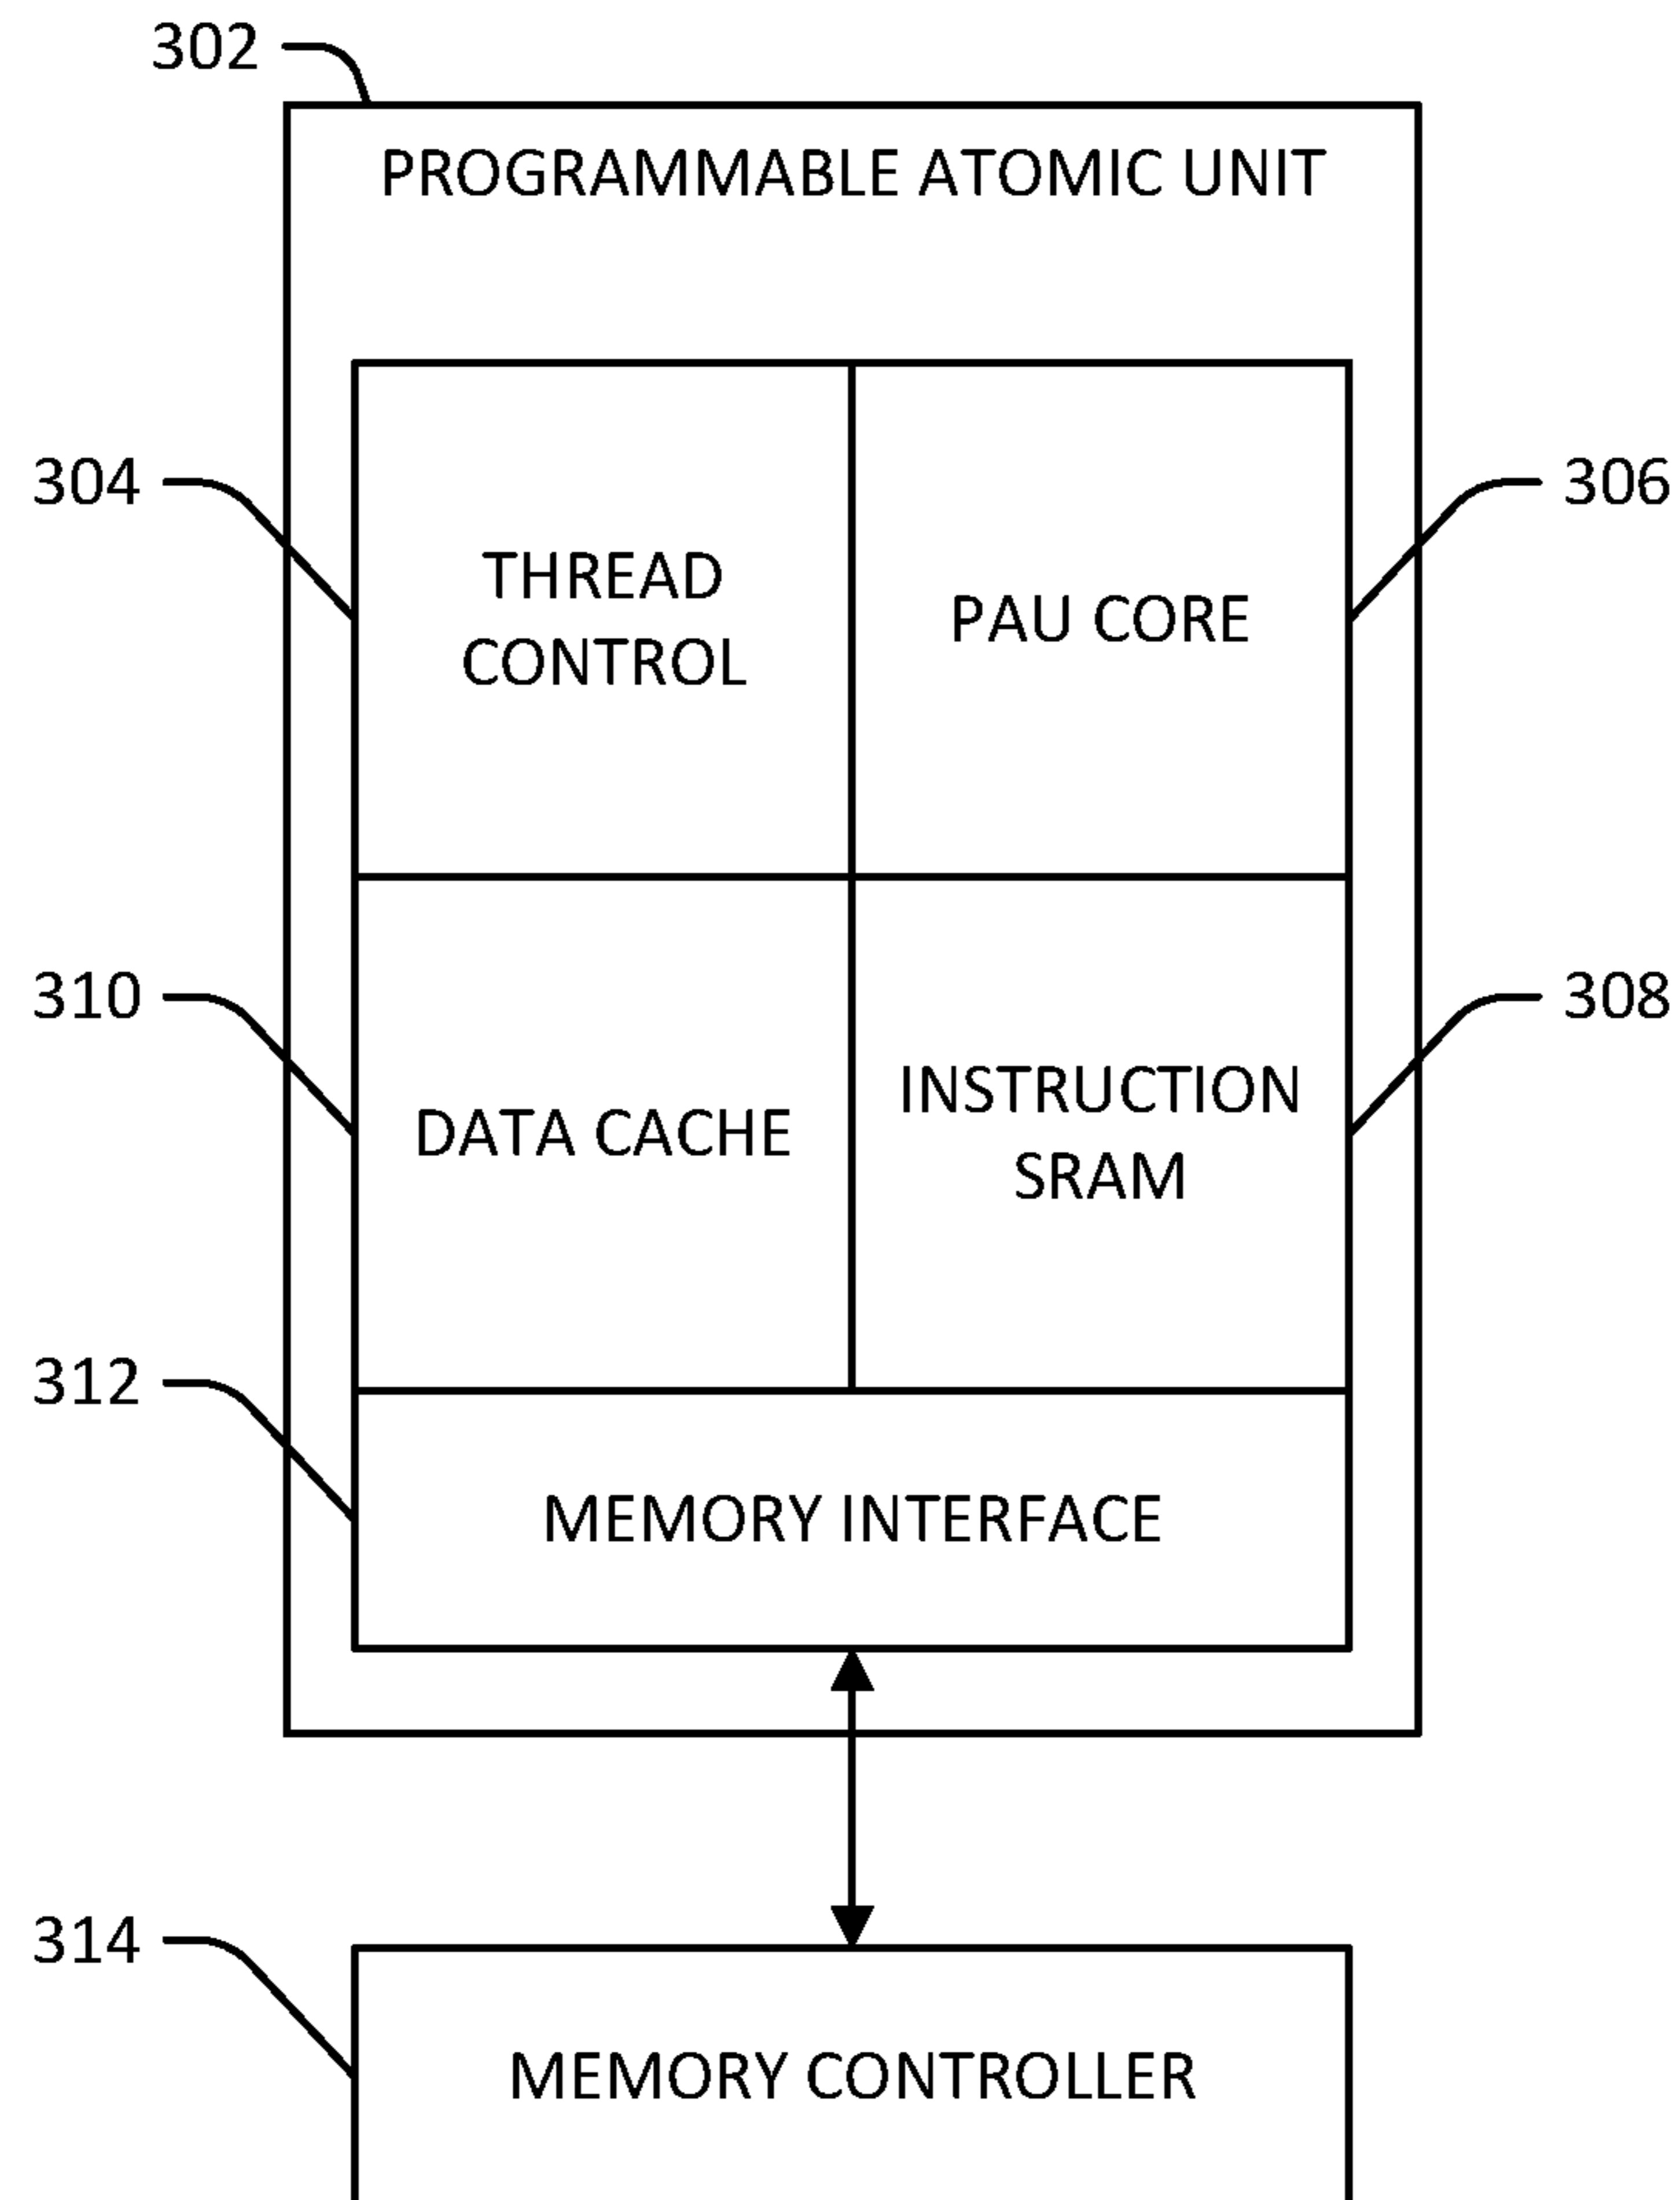 302
PROGRAMMABLE ATOMIC UNIT
304
THREAD
CONTROL
PAU CORE
306
310
DATA CACHE
INSTRUCTION
SRAM
308
312
MEMORY INTERFACE
314
MEMORY CONTROLLER